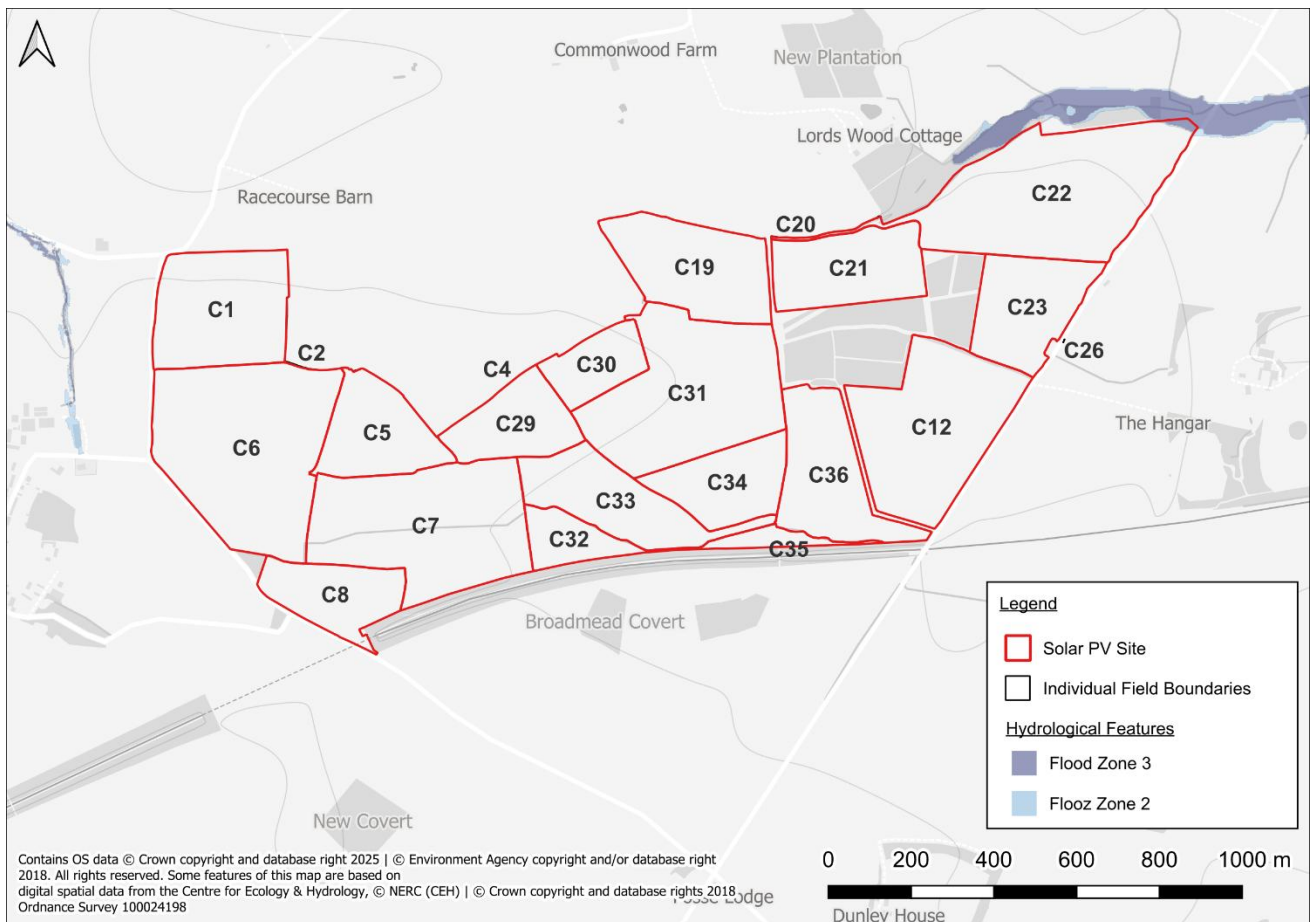 Commonwood Farm
New Plantation
Lords Wood Cottage
Racecourse Barn
C22
C20
C19
C21
C1
C23
C2
C26
C4
C30
C31
The Hangar
C29
C12
C5
C6
C34
C36
C33
C7
C32
C35
C8
Broadmead Covert
New Covert
Legend
Solar PV Site
Individual Field Boundaries
Hydrological Features
Flood Zone 3
Flooz Zone 2
0 200 400 600 800 1000 m
Contains OS data © Crown copyright and database right 2025 | © Environment Agency copyright and/or database right
2018. All rights reserved. Some features of this map are based on
digital spatial data from the Centre for Ecology & Hydrology, © NERC (CEH) | © Crown copyright and database rights 2018
Ordnance Survey 100024198
Lodge
Dunley House